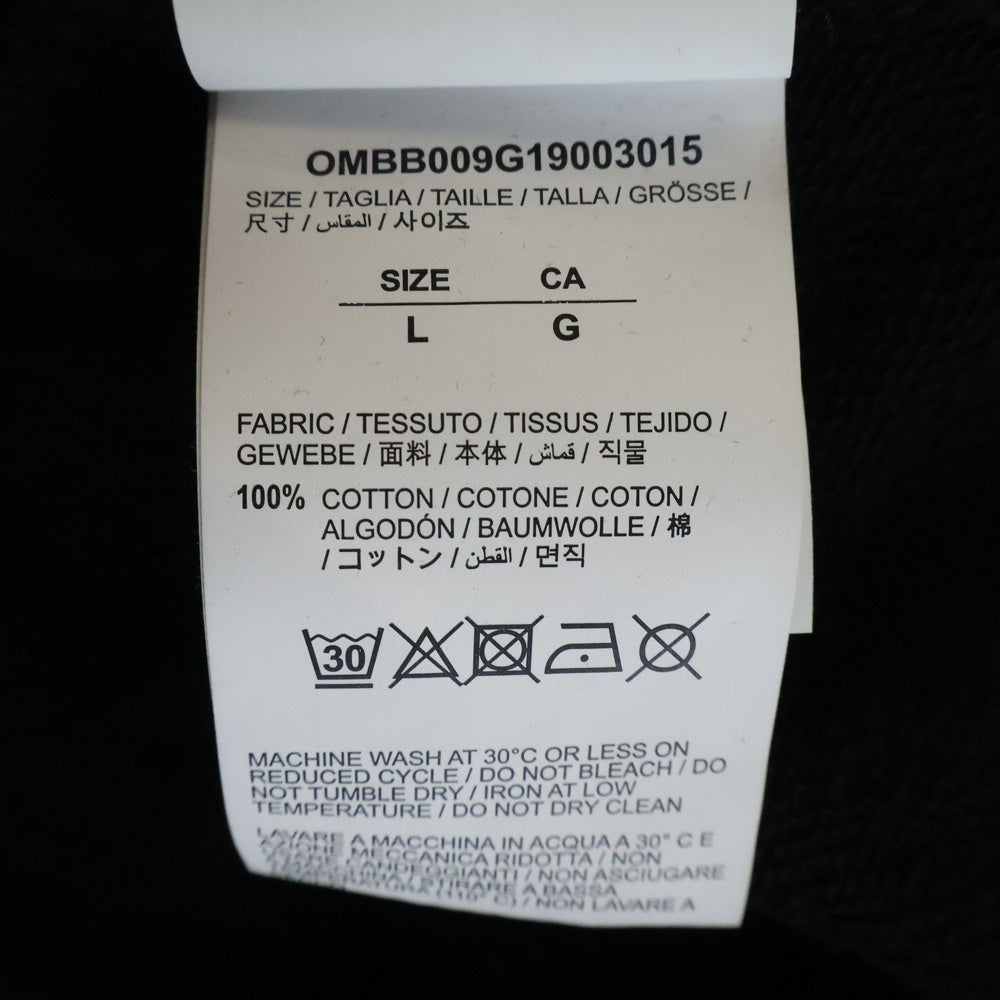 OMBB009G19003015
SIZE / TAGLIA / TAILLE / TALLA / GRÖSSE /
尺寸 / المقاس / 사이즈
SIZE CA
L G
FABRIC / TESSUTO / TISSUS / TEJIDO /
GEWEBE / 面料 / 本体 / قماش / 직물
100% COTTON / COTONE / COTON /
ALGODÓN / BAUMWOLLE / 棉
/ コットン / القطن / 면직
30
MACHINE WASH AT 30°C OR LESS ON
REDUCED CYCLE / DO NOT BLEACH / DO
NOT TUMBLE DRY / IRON AT LOW
TEMPERATURE / DO NOT DRY CLEAN
LAVARE A MACCHINA IN ACQUA A 30° C E
AZIONE MECCANICA RIDOTTA / NON
USARE CANDEGGIANTI / NON ASCIUGARE
/ STIRARE A BASSA
(110° C) / NON LAVARE A